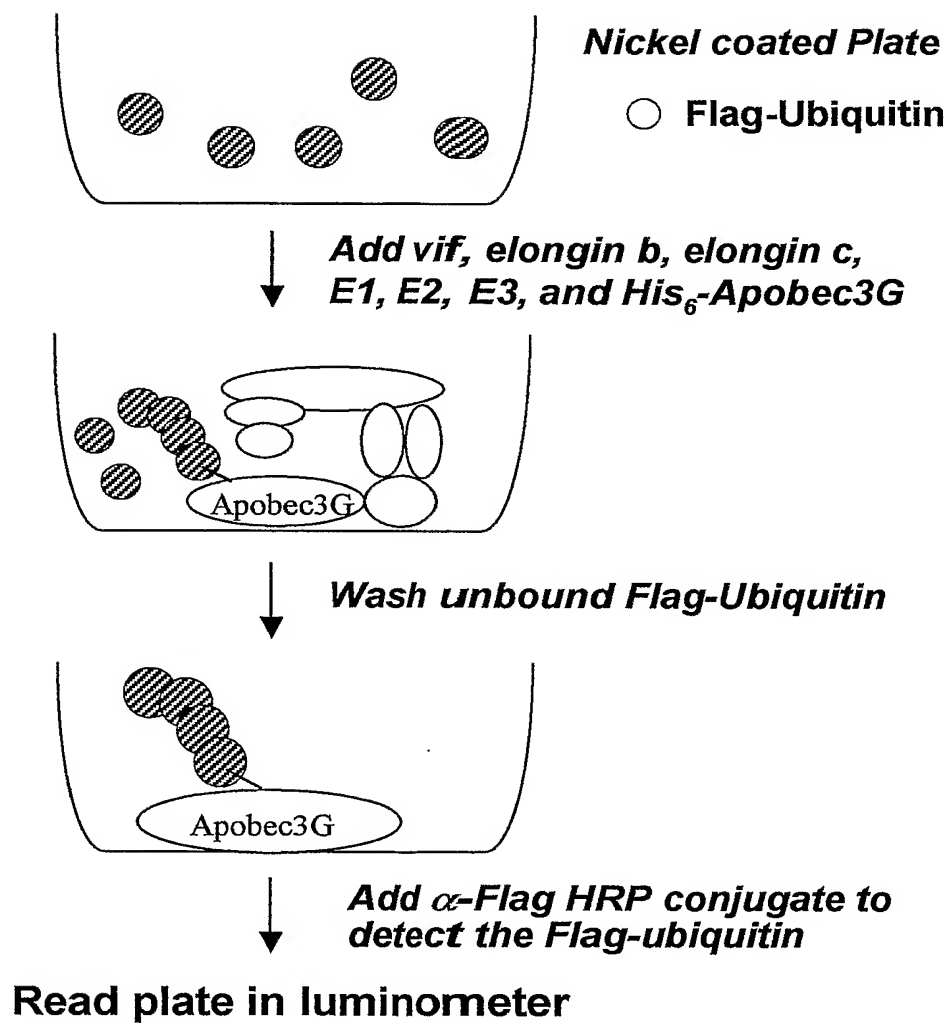 Nickel coated Plate
Flag-Ubiquitin
Add vif, elongin b, elongin c,
E1, E2, E3, and His6-Apobec3G
Apobec3G
Wash unbound Flag-Ubiquitin
Apobec3G
Add α-Flag HRP conjugate to
detect the Flag-ubiquitin
Read plate in luminometer